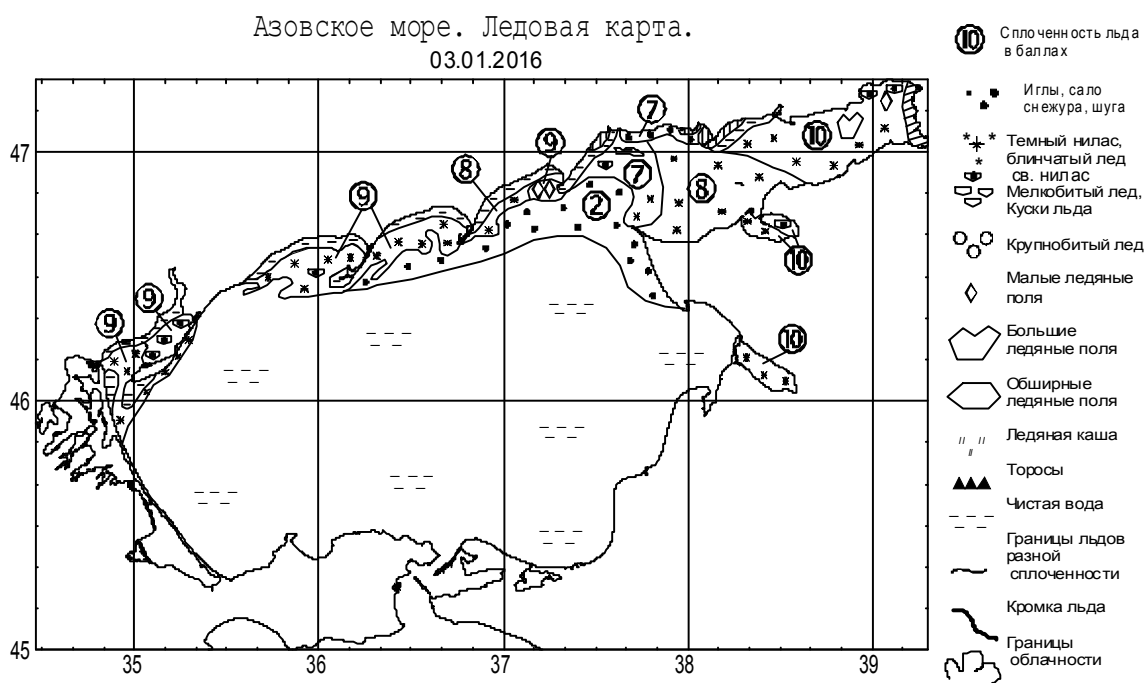 Азовское море. Ледовая карта.
03.01.2016
47
46
45
35
36
37
38
39
9
9
9
8
9
7
7
2
8
10
10
10
10
Сплоченность льда
в баллах
Иглы, сало
снежура, шуга
Темный нилас,
блинчатый лед
св. нилас
Мелкобитый лед,
Куски льда
Крупнобитый лед
Малые ледяные
поля
Большие
ледяные поля
Обширные
ледяные поля
Ледяная каша
Торосы
Чистая вода
Границы льдов
разной
сплоченности
Кромка льда
Границы
облачности